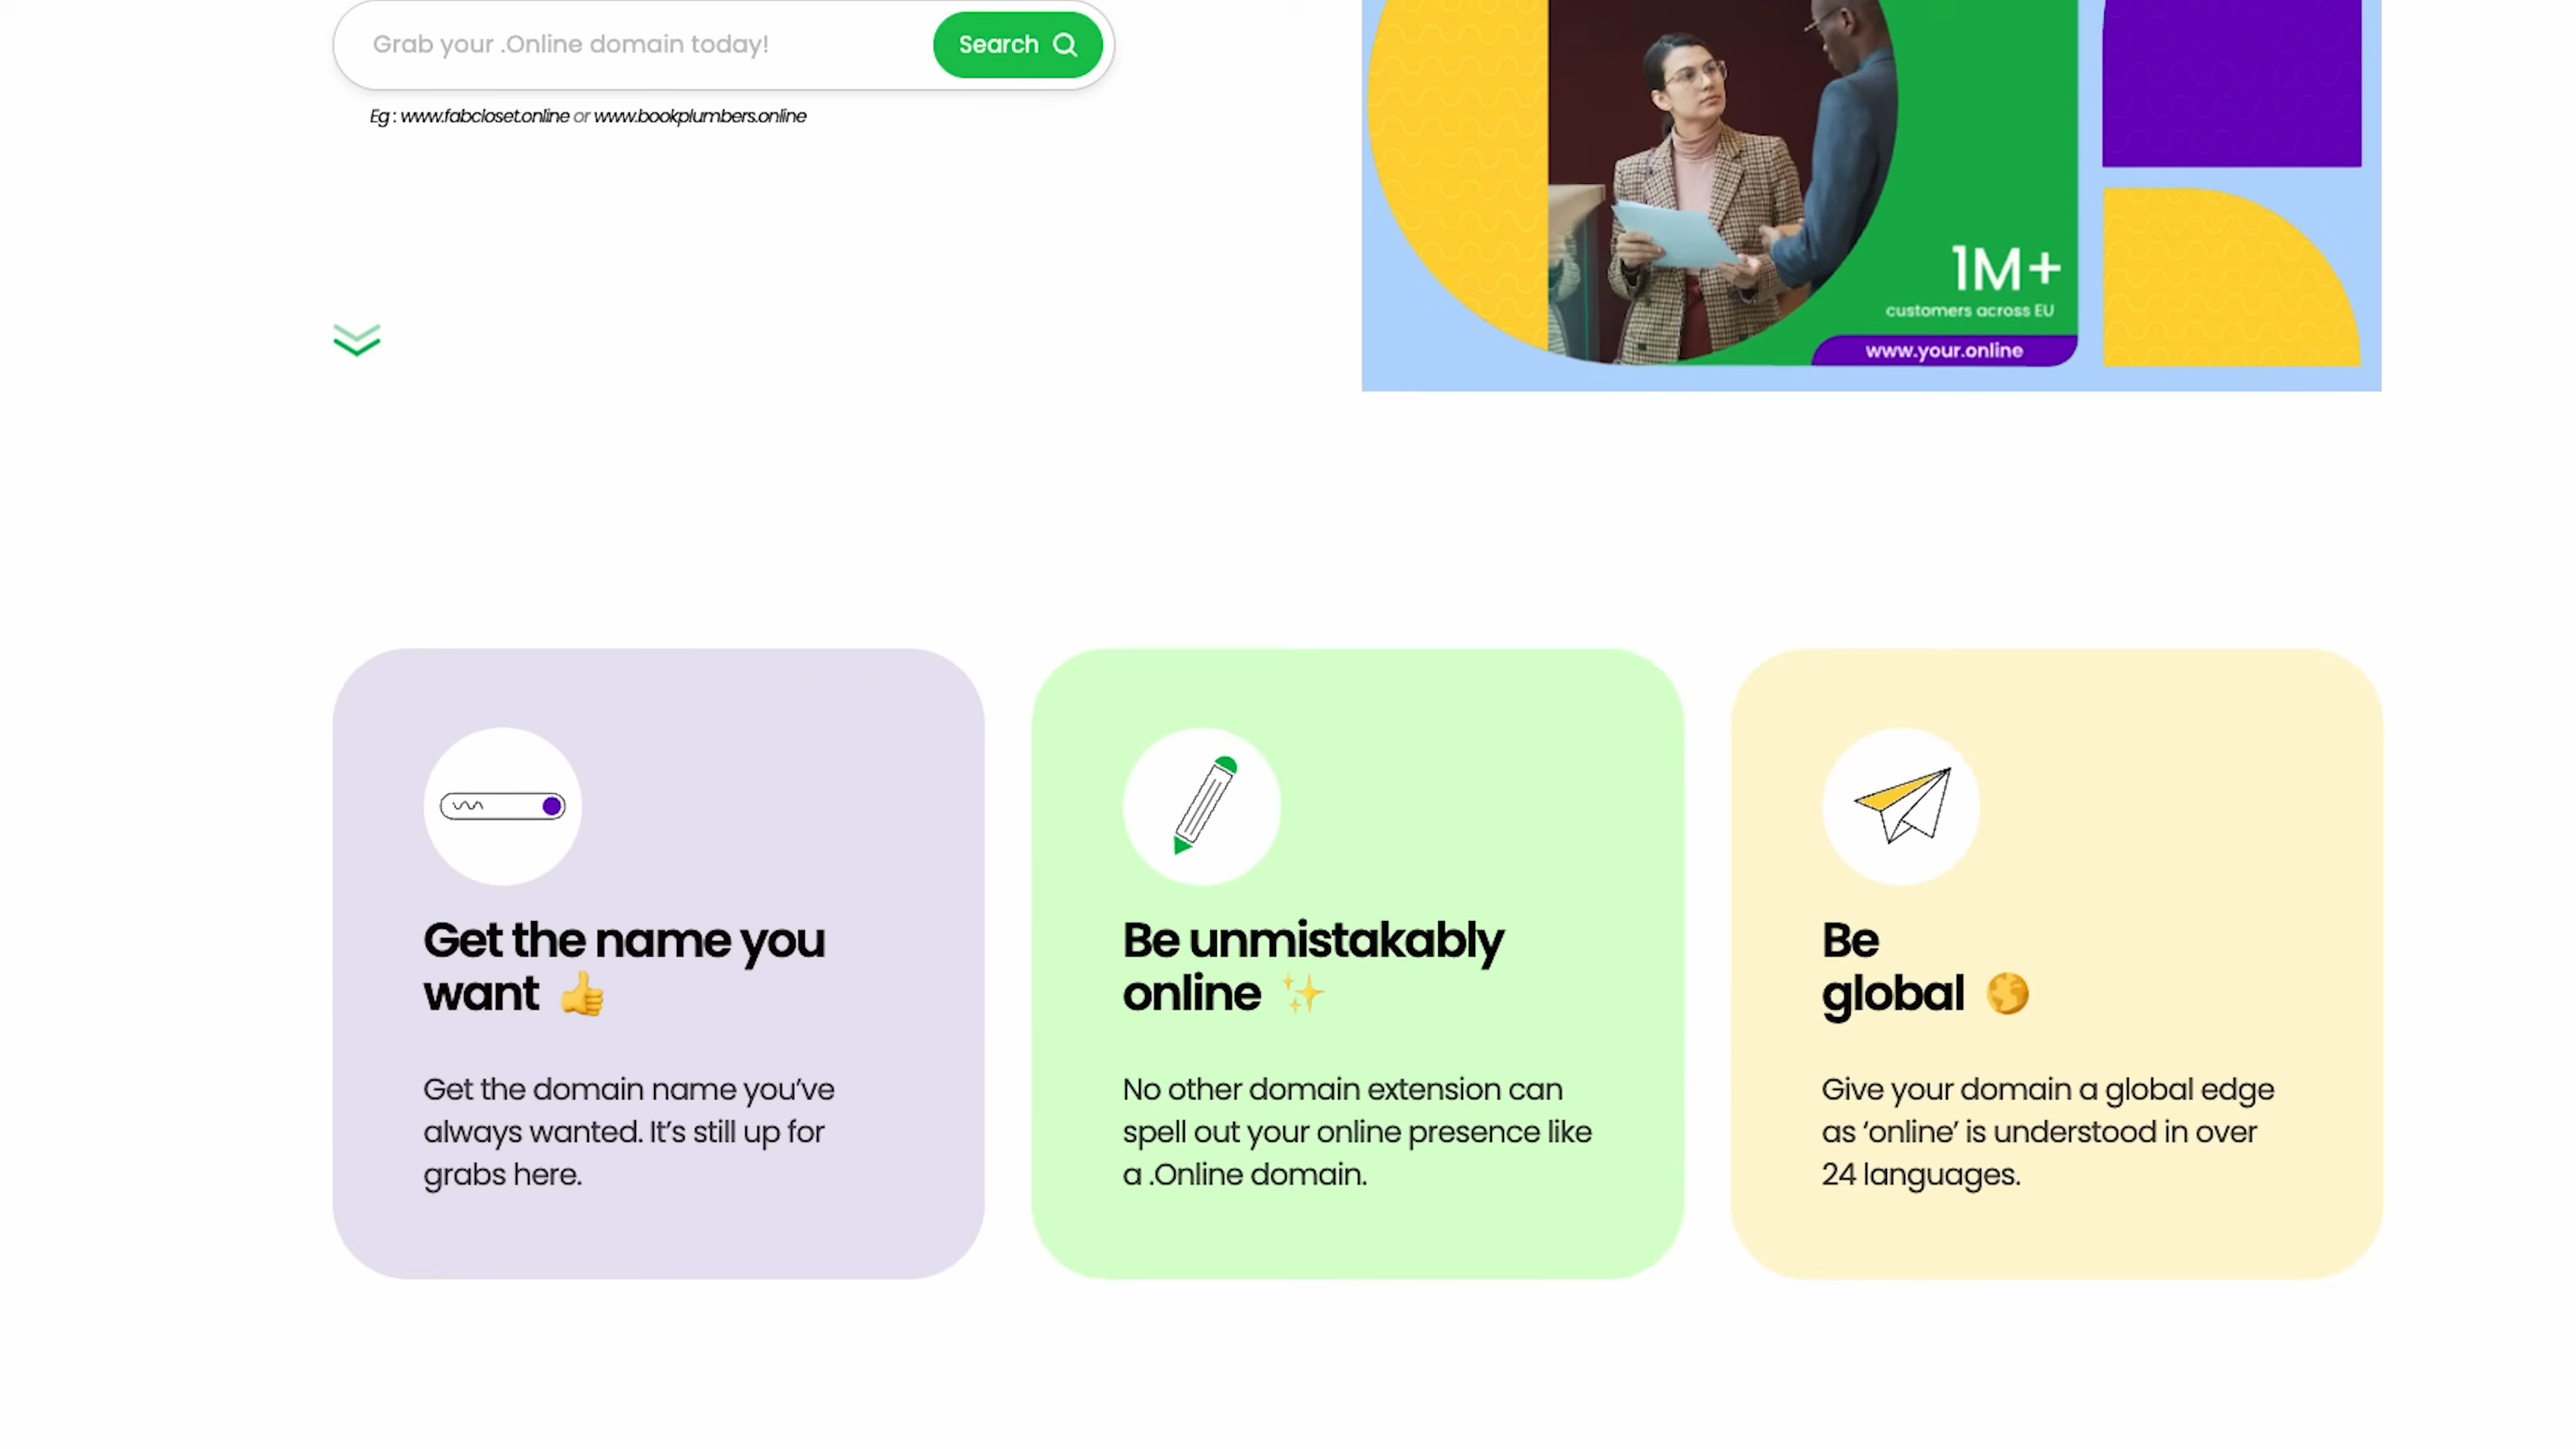 Grab your .Online domain today!
Search
Eg : www.fabcloset.online or www.bookplumbers.online
1M+
customers across EU
www.your.online
Get the name you
want 👍
Get the domain name you’ve
always wanted. It’s still up for
grabs here.
Be unmistakably
online ✨
No other domain extension can
spell out your online presence like
a .Online domain.
Be
global 🌎
Give your domain a global edge
as ‘online’ is understood in over
24 languages.